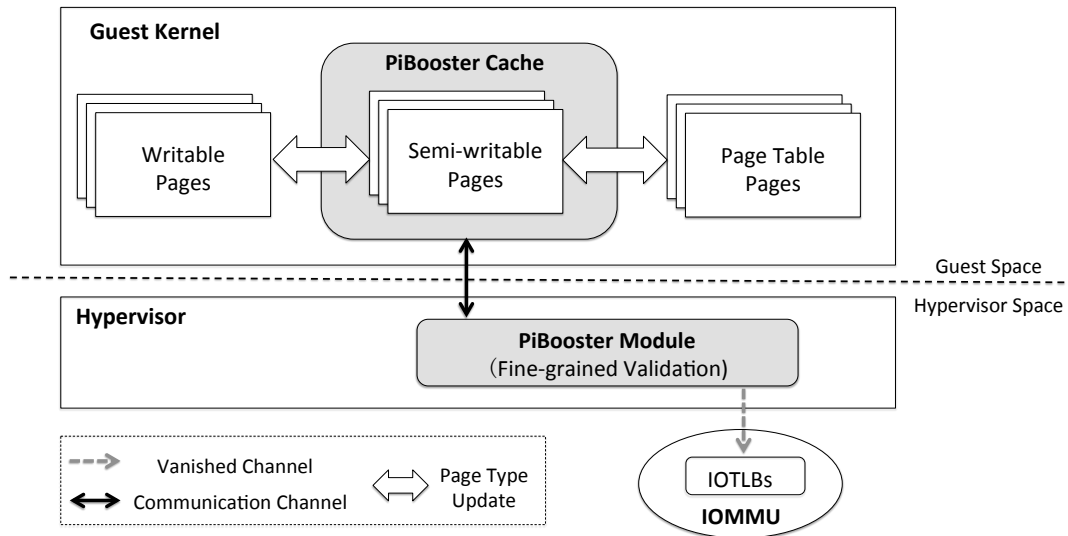 Guest Kernel
PiBooster Cache
Writable
Pages
Semi-writable
Pages
Page Table
Pages
Guest Space
Hypervisor Space
Hypervisor
PiBooster Module
(Fine-grained Validation)
Vanished Channel
Communication Channel
Page Type
Update
IOTLBs
IOMMU